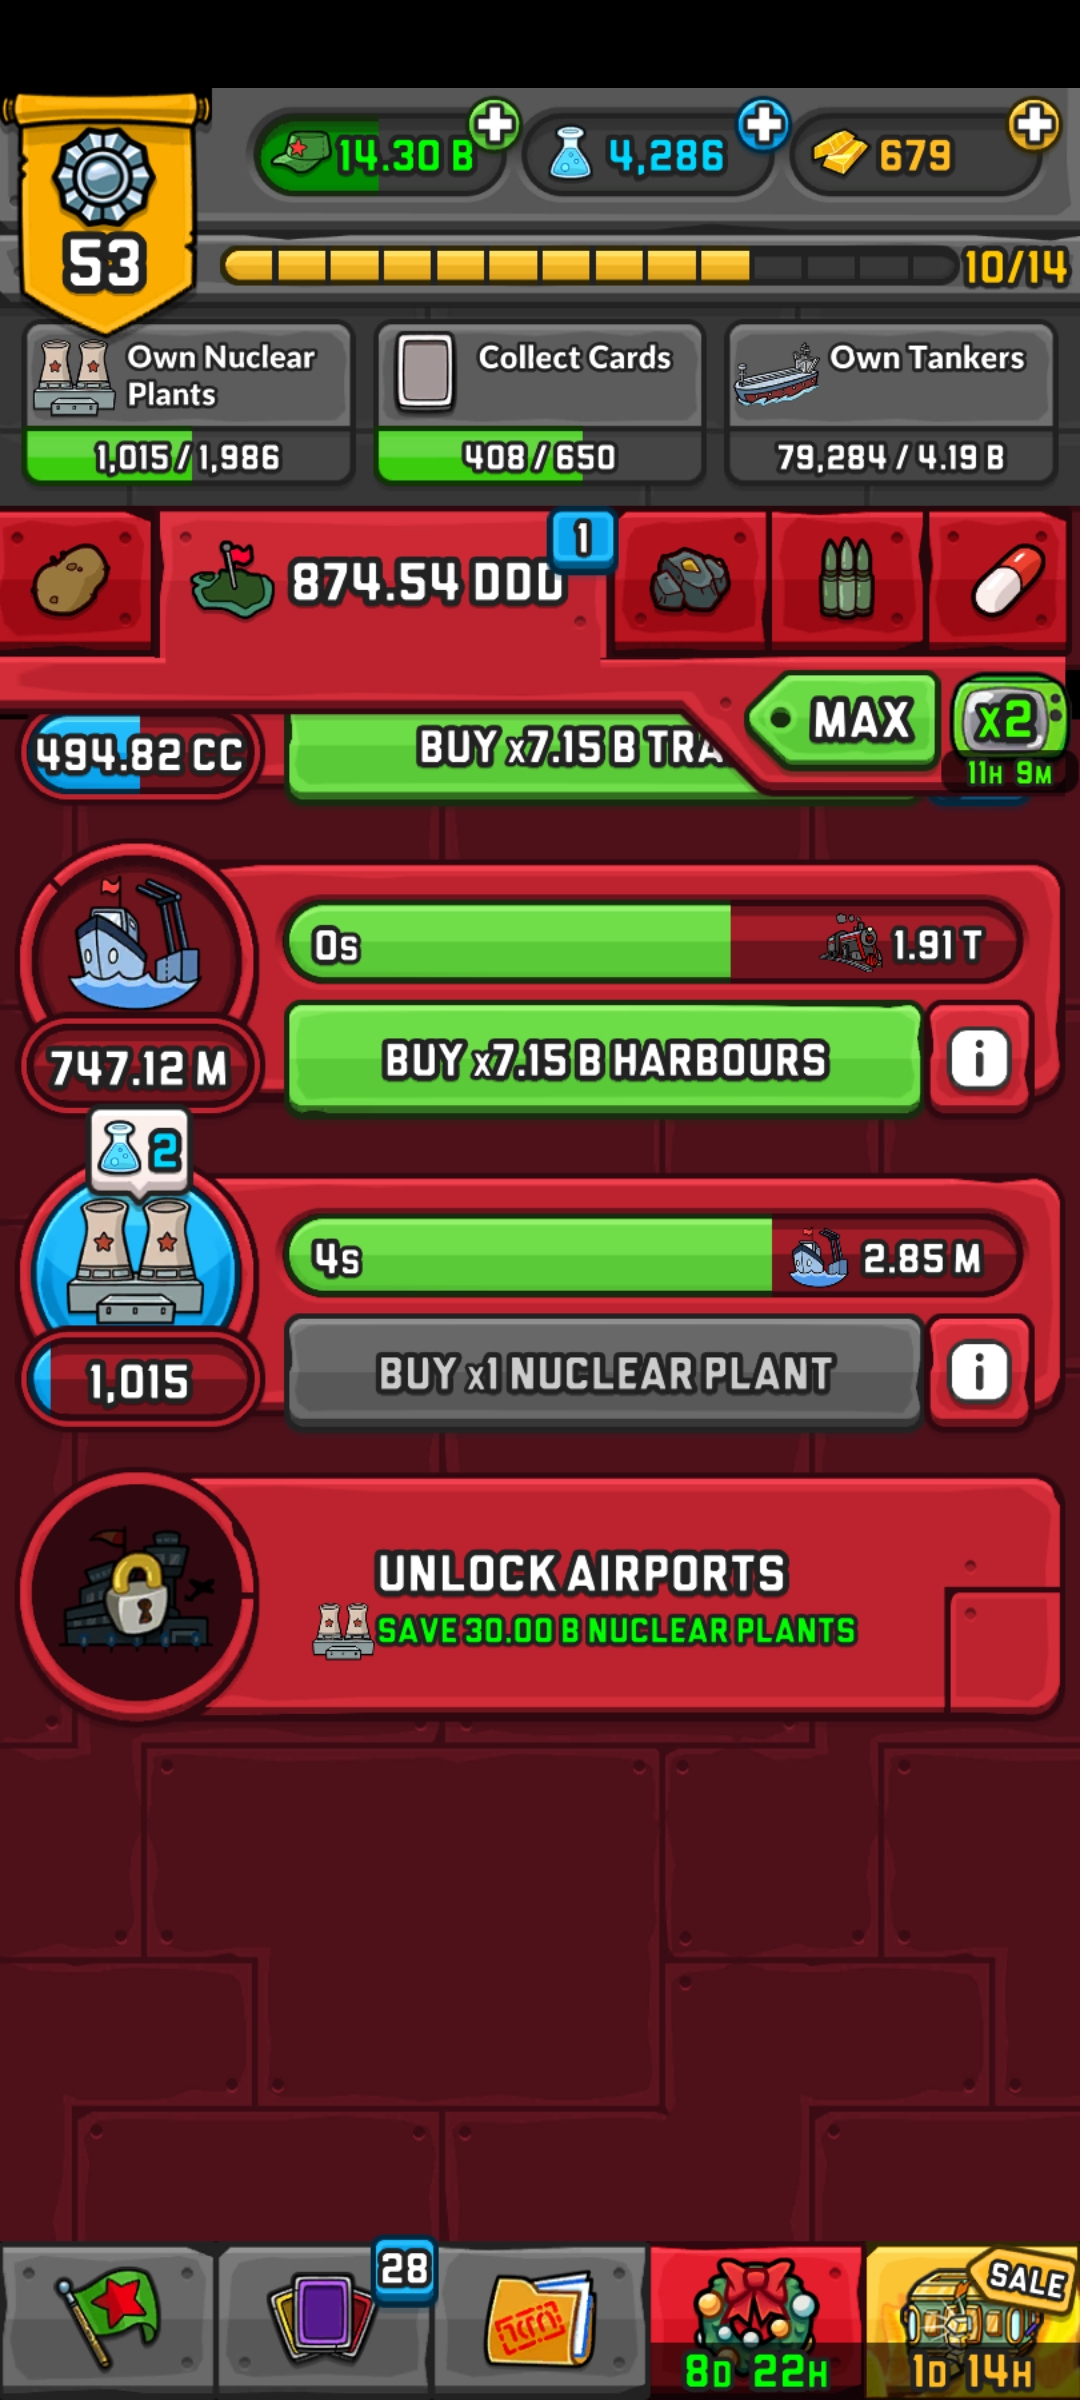 14.30 B
4,286
679
53
10/14
Own Nuclear
Plants
1,015 / 1,986
Collect Cards
408 / 650
Own Tankers
79,284 / 4.19 B
874.54 DDD
1
MAX
x2
11H 9M
494.82 CC
BUY x7.15 B TRA
0s
1.91 T
747.12 M
BUY x7.15 B HARBOURS
i
2
4s
2.85 M
1,015
BUY x1 NUCLEAR PLANT
i
UNLOCK AIRPORTS
SAVE 30.00 B NUCLEAR PLANTS
28
SALE
8D 22H
1D 14H